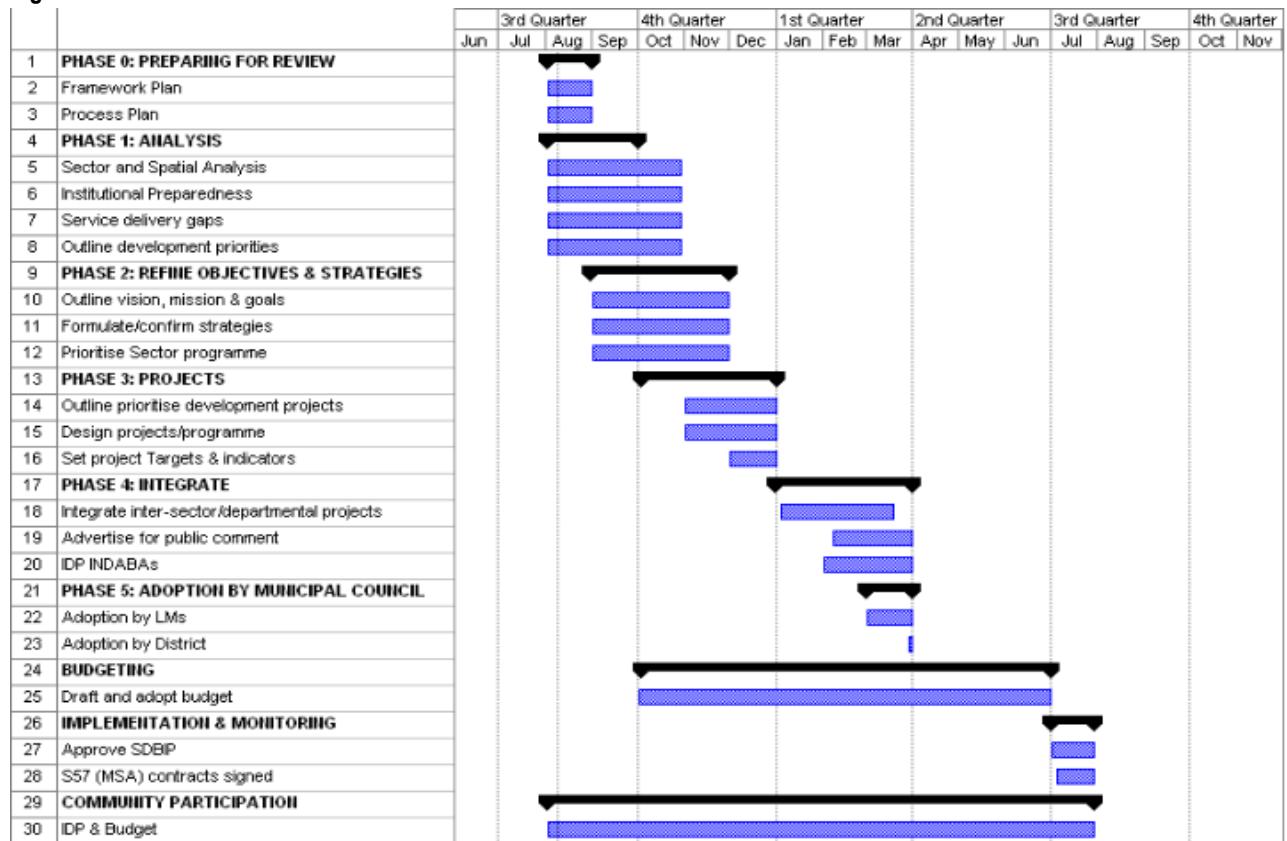 3rd Quarter 4th Quarter 1st Quarter 2nd Quarter 3rd Quarter 4th Quarter
Jun Jul Aug Sep Oct Nov Dec Jan Feb Mar Apr May Jun Jul Aug Sep Oct Nov
1 PHASE 0: PREPARING FOR REVIEW
2 Framework Plan
3 Process Plan
4 PHASE 1: ANALYSIS
5 Sector and Spatial Analysis
6 Institutional Preparedness
7 Service delivery gaps
8 Outline development priorities
9 PHASE 2: REFINE OBJECTIVES & STRATEGIES
10 Outline vision, mission & goals
11 Formulate/confirm strategies
12 Prioritise Sector programme
13 PHASE 3: PROJECTS
14 Outline prioritise development projects
15 Design projects/programme
16 Set project Targets & indicators
17 PHASE 4: INTEGRATE
18 Integrate inter-sector/departmental projects
19 Advertise for public comment
20 IDP INDABAs
21 PHASE 5: ADOPTION BY MUNICIPAL COUNCIL
22 Adoption by LMs
23 Adoption by District
24 BUDGETING
25 Draft and adopt budget
26 IMPLEMENTATION & MONITORING
27 Approve SDBIP
28 S57 (MSA) contracts signed
29 COMMUNITY PARTICIPATION
30 IDP & Budget